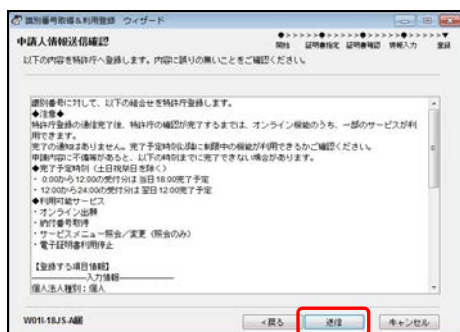 識別番号取得&利用登録 ウィザード
申請人情報送信確認
開始 証明書指定 証明書確認 情報入力 登録
以下の内容を特許庁へ登録します。内容に誤りの無いことをご確認ください。
識別番号に対して、以下の組合せを特許庁登録します。
◆注意◆
特許庁登録の通信完了後、特許庁の確認が完了するまでは、オンライン機能のうち、一部のサービスが利
用できます。
完了の通知はありません。完了予定時刻以降に制限中の機能が利用できるかご確認ください。
申請内容に不備等があると、以下の時刻までに完了できない場合があります。
◆完了予定時刻（土日祝祭日を除く）
・ 0:00から12:00の受付分は当日18:00完了予定
・12:00から24:00の受付分は翌日12:00完了予定
◆利用可能サービス
・オンライン出願
・納付番号取得
・サービスメニュー照会／変更（照会のみ）
・電子証明書利用停止
【登録する項目情報】
----------------入力情報----------------
個人法人種別：個人
W01I-18JS-A
<戻る 送信 キャンセル